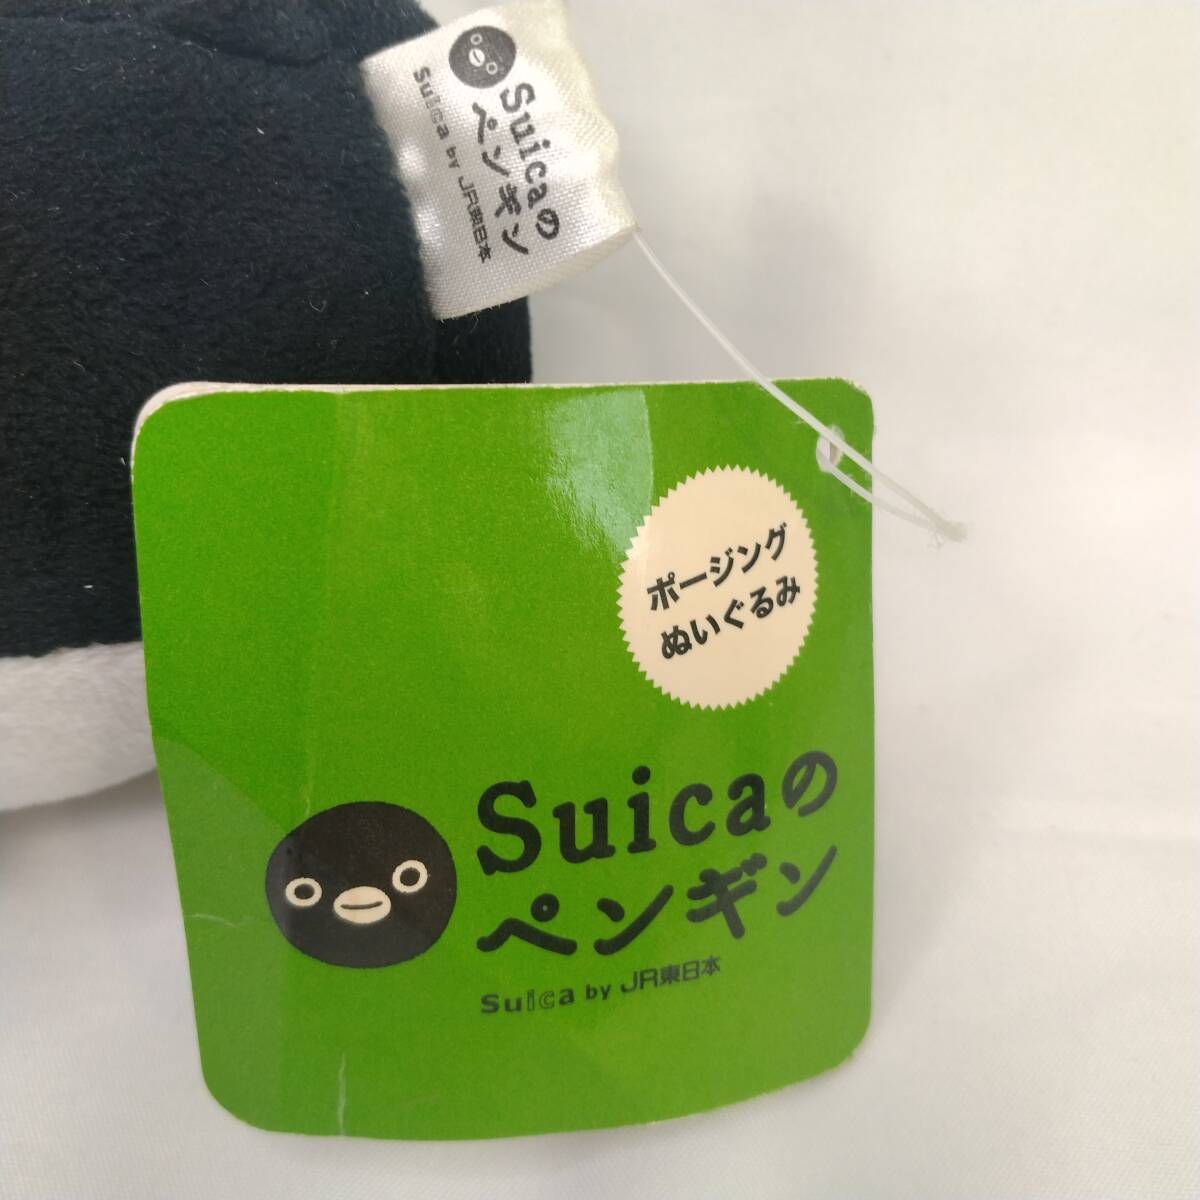 Suicaの
ペンギン
Suica by JR東日本
ポージング
ぬいぐるみ
Suicaの
ペンギン
Suica by JR東日本